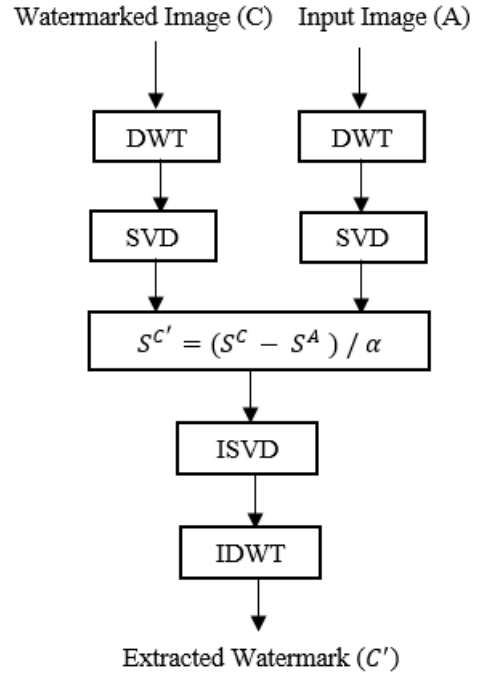 Watermarked Image (C) Input Image (A)
DWT DWT
SVD SVD
S^{C'} = (S^C − S^A) / α
ISVD
IDWT
Extracted Watermark (C')